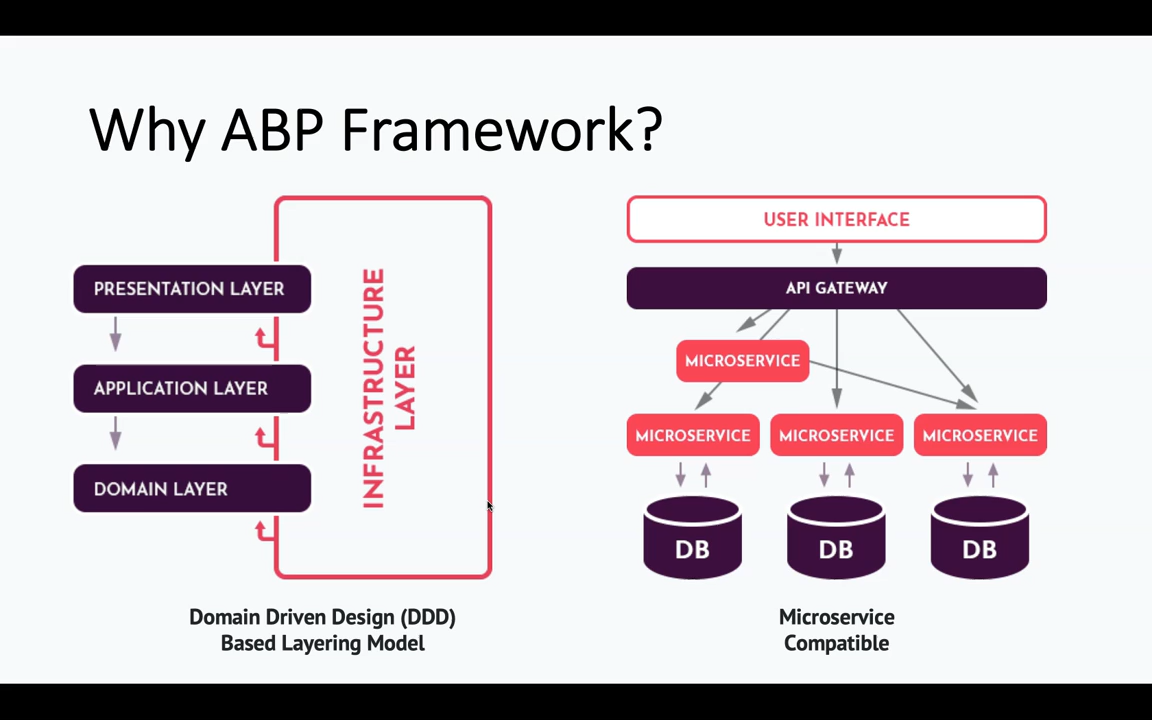 Why ABP Framework?
PRESENTATION LAYER
APPLICATION LAYER
DOMAIN LAYER
INFRASTRUCTURE
LAYER
Domain Driven Design (DDD)
Based Layering Model
USER INTERFACE
API GATEWAY
MICROSERVICE
MICROSERVICE
MICROSERVICE
MICROSERVICE
DB
DB
DB
Microservice
Compatible